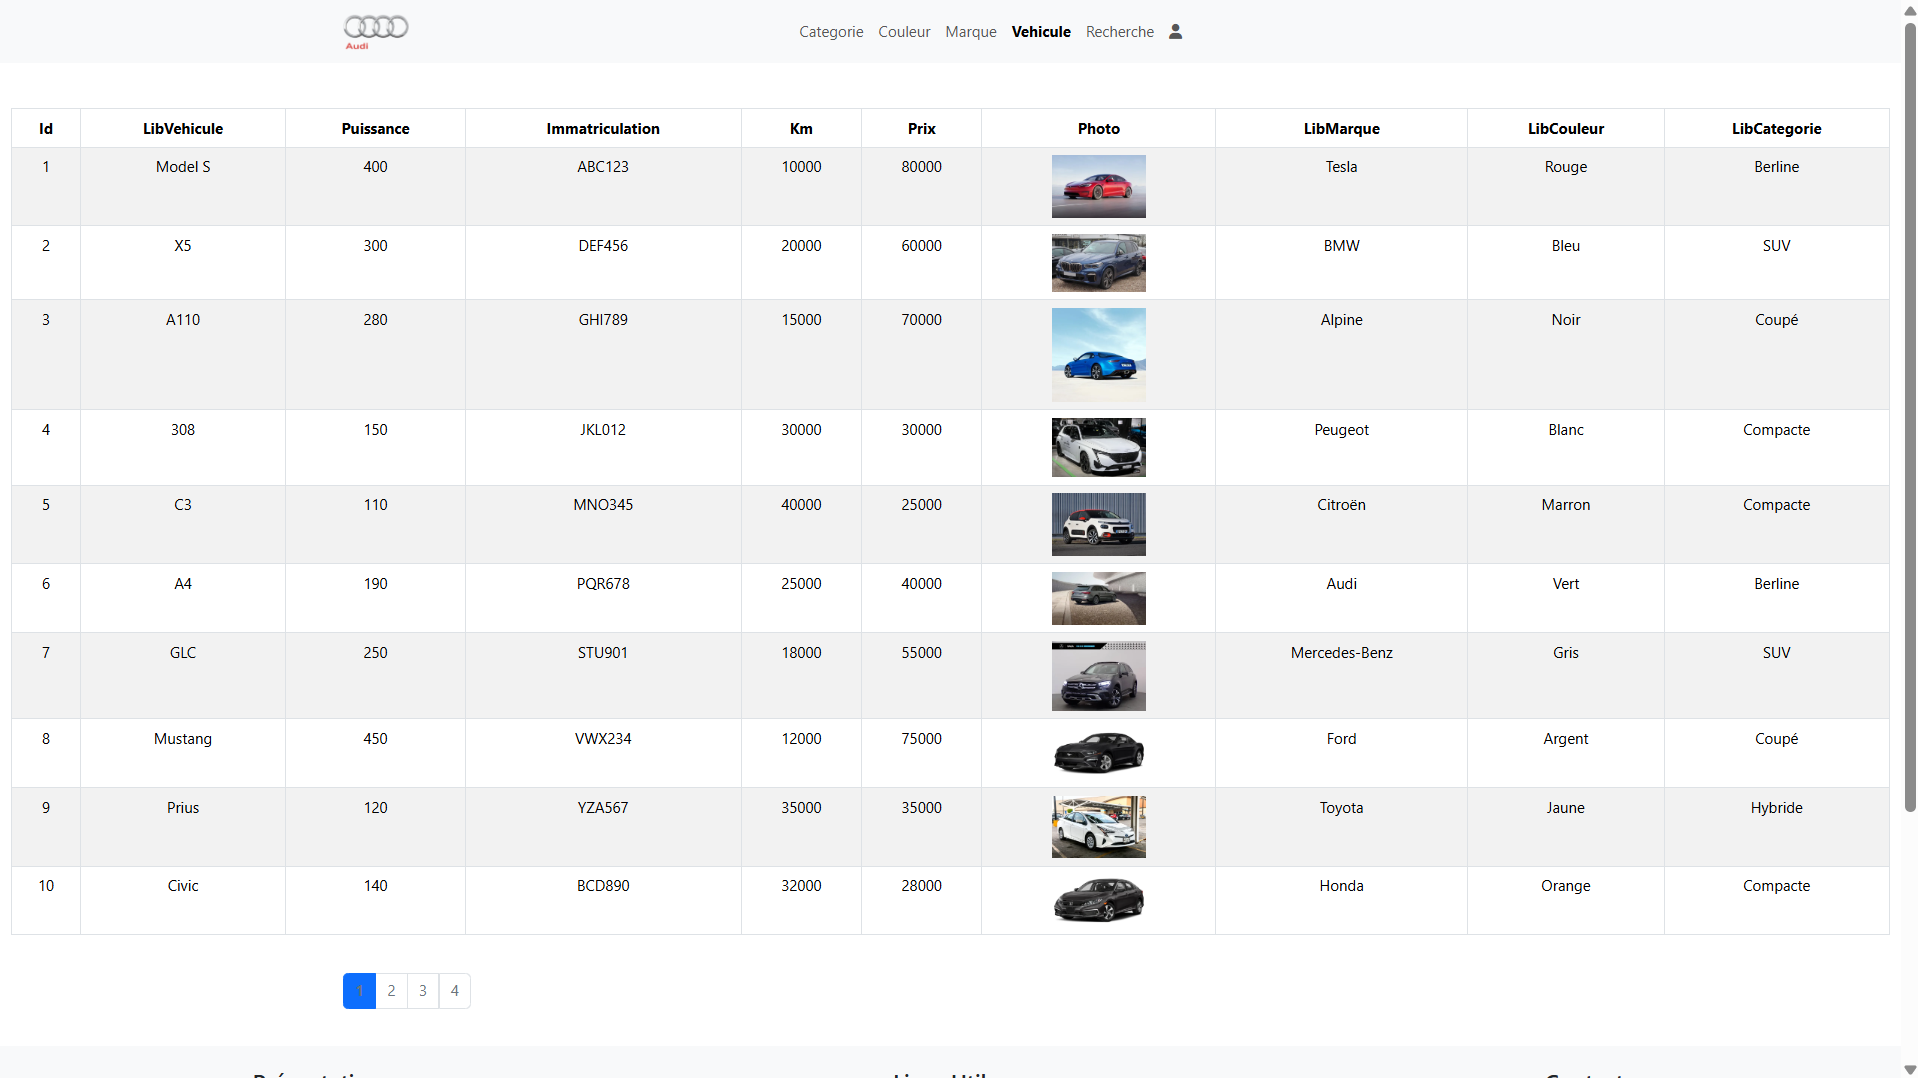 Audi
Categorie Couleur Marque Vehicule Recherche
Id LibVehicule Puissance Immatriculation Km Prix Photo LibMarque LibCouleur LibCategorie
1 Model S 400 ABC123 10000 80000 Tesla Rouge Berline
2 X5 300 DEF456 20000 60000 BMW Bleu SUV
3 A110 280 GHI789 15000 70000 Alpine Noir Coupé
4 308 150 JKL012 30000 30000 Peugeot Blanc Compacte
5 C3 110 MNO345 40000 25000 Citroën Marron Compacte
6 A4 190 PQR678 25000 40000 Audi Vert Berline
7 GLC 250 STU901 18000 55000 Mercedes-Benz Gris SUV
8 Mustang 450 VWX234 12000 75000 Ford Argent Coupé
9 Prius 120 YZA567 35000 35000 Toyota Jaune Hybride
10 Civic 140 BCD890 32000 28000 Honda Orange Compacte
1 2 3 4